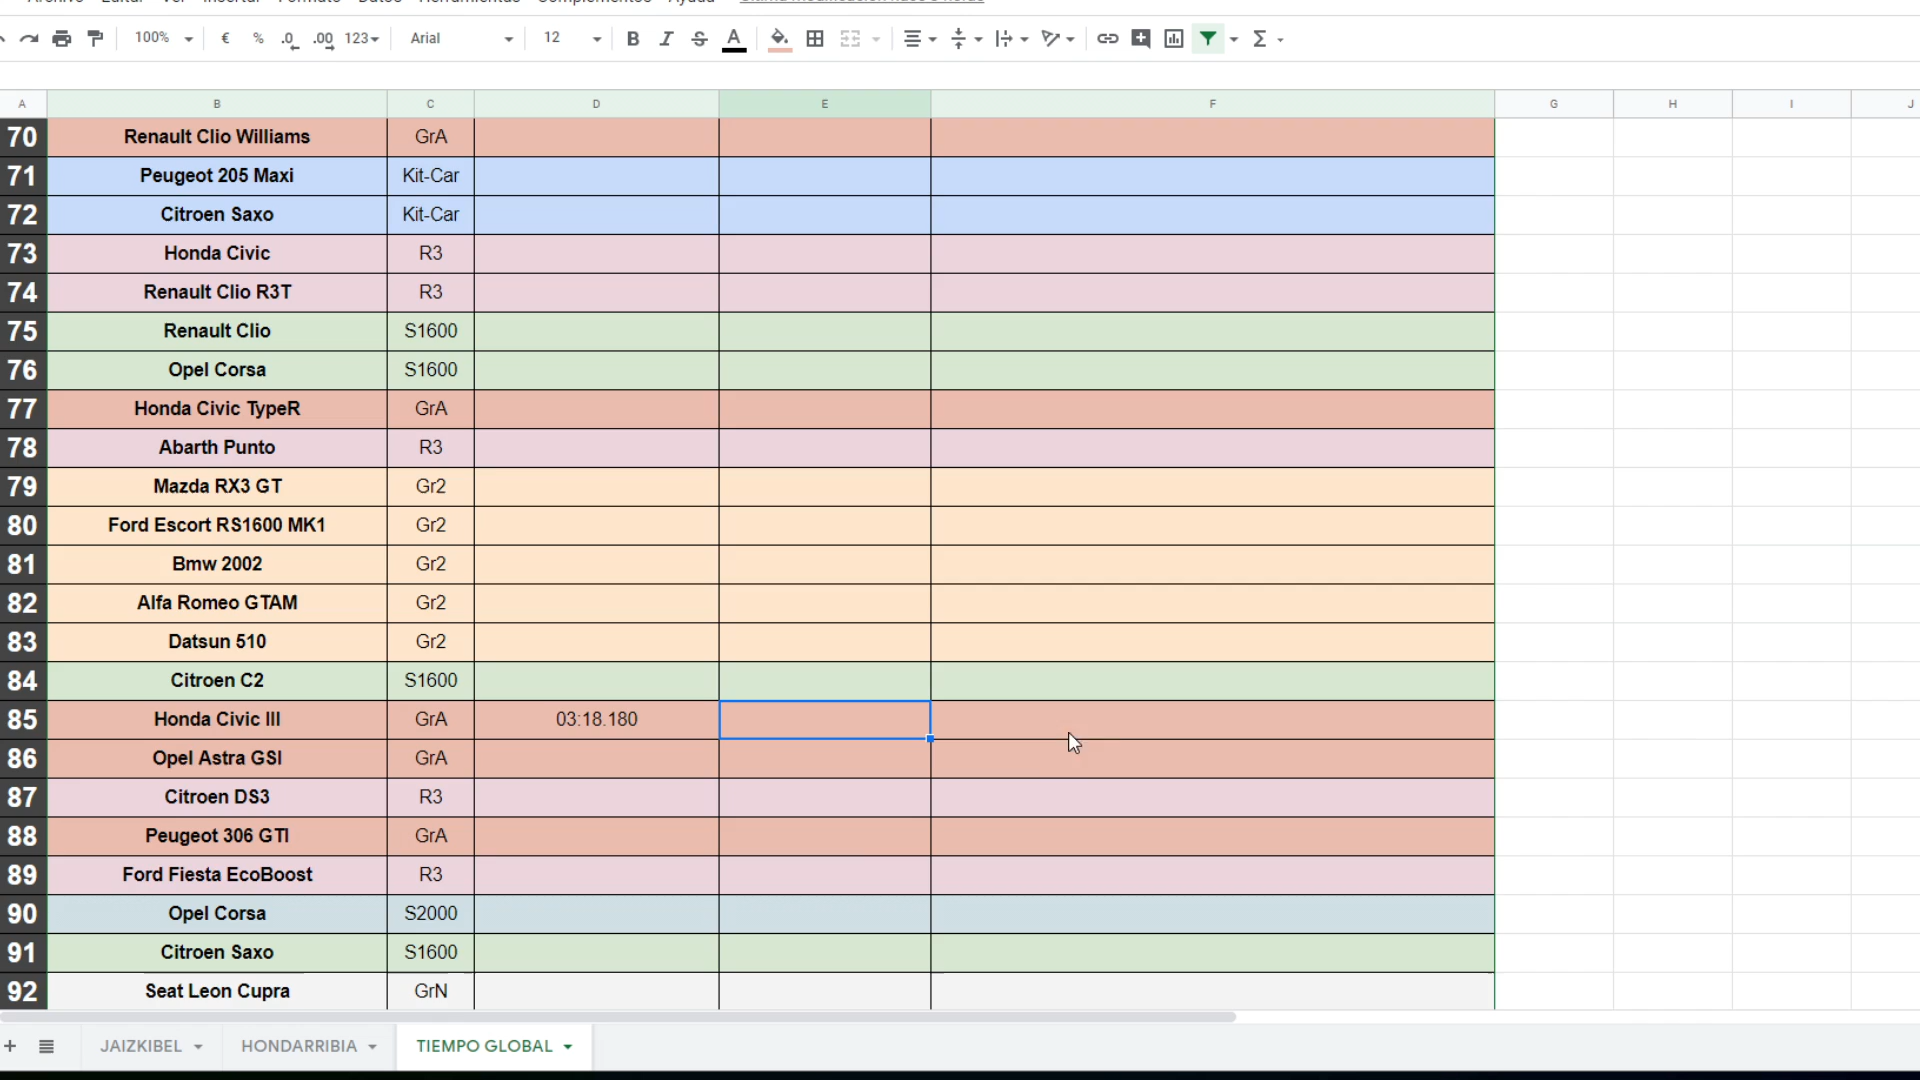 100% € % .0 .00 123 Arial 12 B I S A
A B C D E F G H I J
70 Renault Clio Williams GrA
71 Peugeot 205 Maxi Kit-Car
72 Citroen Saxo Kit-Car
73 Honda Civic R3
74 Renault Clio R3T R3
75 Renault Clio S1600
76 Opel Corsa S1600
77 Honda Civic TypeR GrA
78 Abarth Punto R3
79 Mazda RX3 GT Gr2
80 Ford Escort RS1600 MK1 Gr2
81 Bmw 2002 Gr2
82 Alfa Romeo GTAM Gr2
83 Datsun 510 Gr2
84 Citroen C2 S1600
85 Honda Civic III GrA 03:18.180
86 Opel Astra GSI GrA
87 Citroen DS3 R3
88 Peugeot 306 GTI GrA
89 Ford Fiesta EcoBoost R3
90 Opel Corsa S2000
91 Citroen Saxo S1600
92 Seat Leon Cupra GrN
JAIZKIBEL HONDARRIBIA TIEMPO GLOBAL